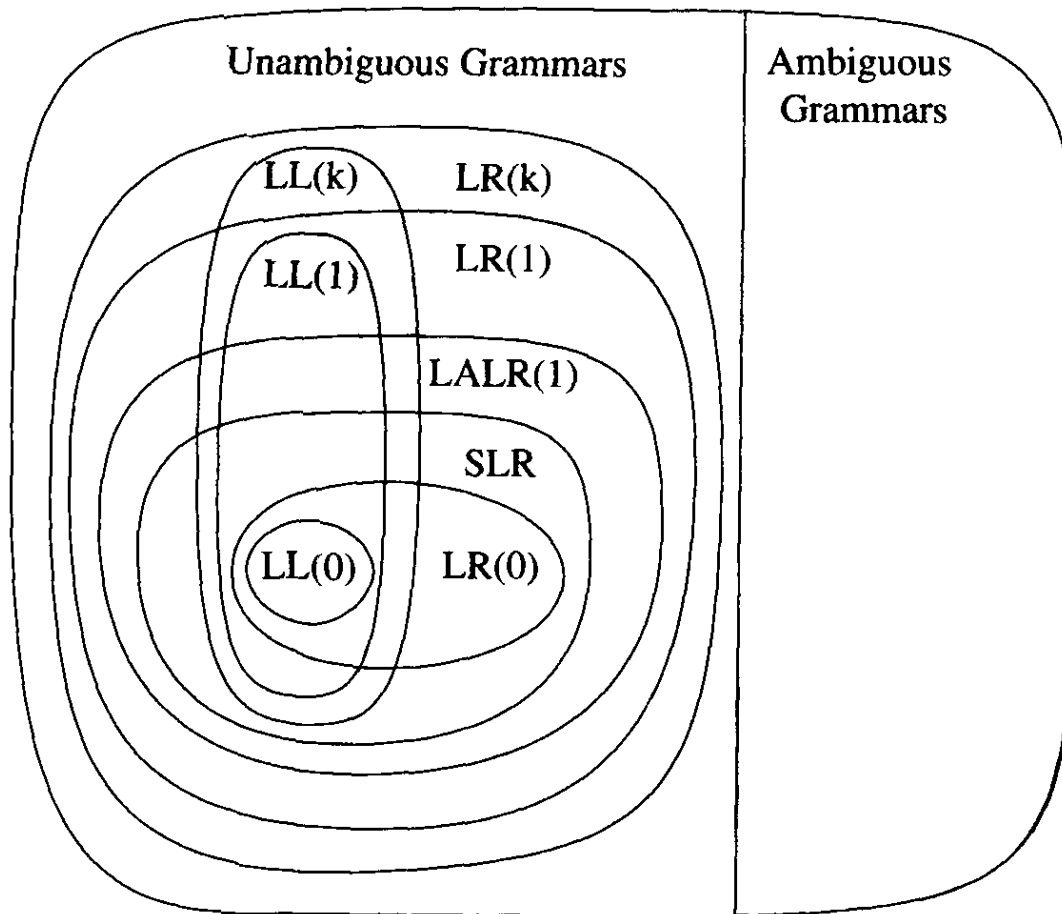 Unambiguous Grammars
Ambiguous
Grammars
LL(k)
LR(k)
LL(1)
LR(1)
LALR(1)
SLR
LL(0)
LR(0)